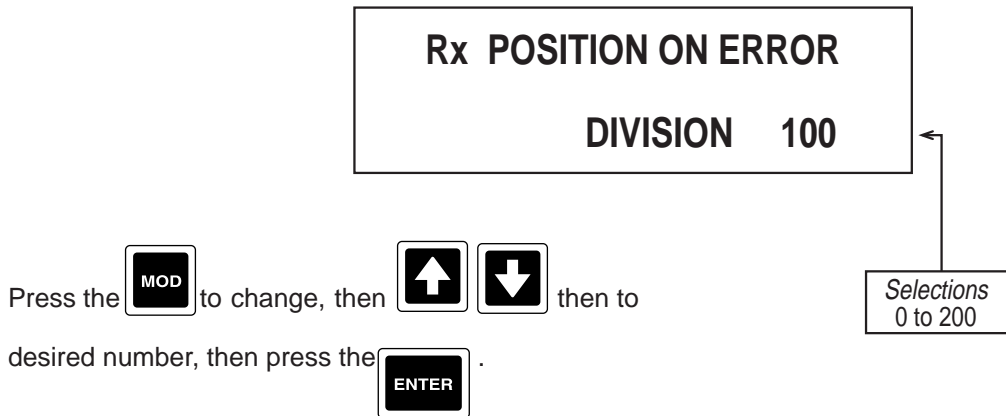 Rx POSITION ON ERROR
DIVISION 100
Press the MOD to change, then then to
Selections
0 to 200
desired number, then press the ENTER .